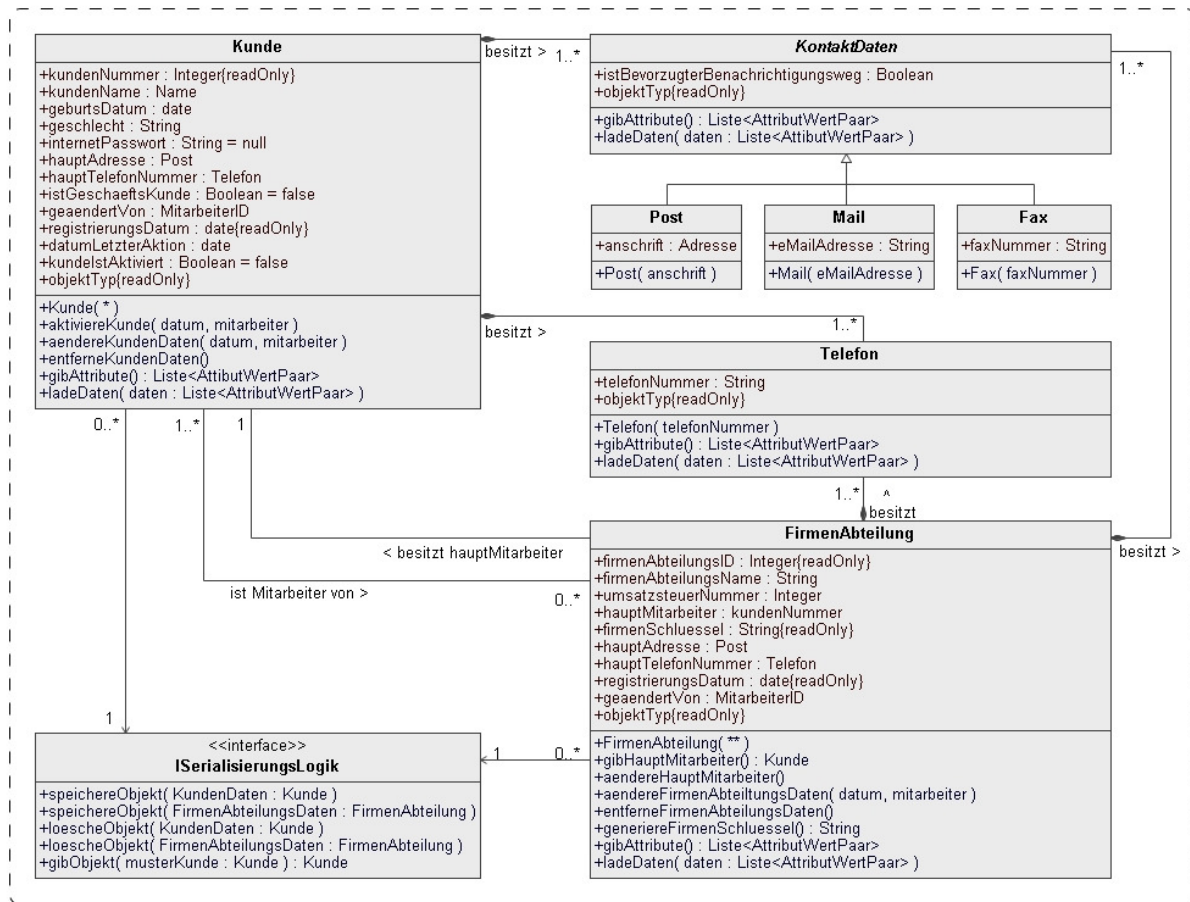 Kunde
+kundenNummer : Integer{readOnly}
+kundenName : Name
+geburtsDatum : date
+geschlecht : String
+internetPasswort : String = null
+hauptAdresse : Post
+hauptTelefonNummer : Telefon
+istGeschaeftsKunde : Boolean = false
+geaendertVon : MitarbeiterID
+registrierungsDatum : date{readOnly}
+datumLetzterAktion : date
+kundeIstAktiviert : Boolean = false
+objektTyp{readOnly}
+Kunde( * )
+aktiviereKunde( datum, mitarbeiter )
+aendereKundenDaten( datum, mitarbeiter )
+entferneKundenDaten()
+gibAttribute() : Liste<AttibutWertPaar>
+ladeDaten( daten : Liste<AttributWertPaar> )
besitzt >
1..*
KontaktDaten
+istBevorzugterBenachrichtigungsweg : Boolean
+objektTyp{readOnly}
+gibAttribute() : Liste<AttributWertPaar>
+ladeDaten( daten : Liste<AttibutWertPaar> )
1..*
Post
+anschrift : Adresse
+Post( anschrift )
Mail
+eMailAdresse : String
+Mail( eMailAdresse )
Fax
+faxNummer : String
+Fax( faxNummer )
besitzt >
1..*
Telefon
+telefonNummer : String
+objektTyp{readOnly}
+Telefon( telefonNummer )
+gibAttribute() : Liste<AttributWertPaar>
+ladeDaten( daten : Liste<AttributWertPaar> )
0..*
1..*
1
1..*
^
besitzt
< besitzt hauptMitarbeiter
ist Mitarbeiter von >
0..*
besitzt >
FirmenAbteilung
+firmenAbteilungsID : Integer{readOnly}
+firmenAbteilungsName : String
+umsatzsteuerNummer : Integer
+hauptMitarbeiter : kundenNummer
+firmenSchluessel : String{readOnly}
+hauptAdresse : Post
+hauptTelefonNummer : Telefon
+registrierungsDatum : date{readOnly}
+geaendertVon : MitarbeiterID
+objektTyp{readOnly}
+FirmenAbteilung( ** )
+gibHauptMitarbeiter() : Kunde
+aendereHauptMitarbeiter()
+aendereFirmenAbteiltungsDaten( datum, mitarbeiter )
+entferneFirmenAbteilungsDaten()
+generiereFirmenSchluessel() : String
+gibAttribute() : Liste<AttributWertPaar>
+ladeDaten( daten : Liste<AttributWertPaar> )
1
1
0..*
<<interface>>
ISerialisierungsLogik
+speichereObjekt( KundenDaten : Kunde )
+speichereObjekt( FirmenAbteilungsDaten : FirmenAbteilung )
+loescheObjekt( KundenDaten : Kunde )
+loescheObjekt( FirmenAbteilungsDaten : FirmenAbteilung )
+gibObjekt( musterKunde : Kunde ) : Kunde